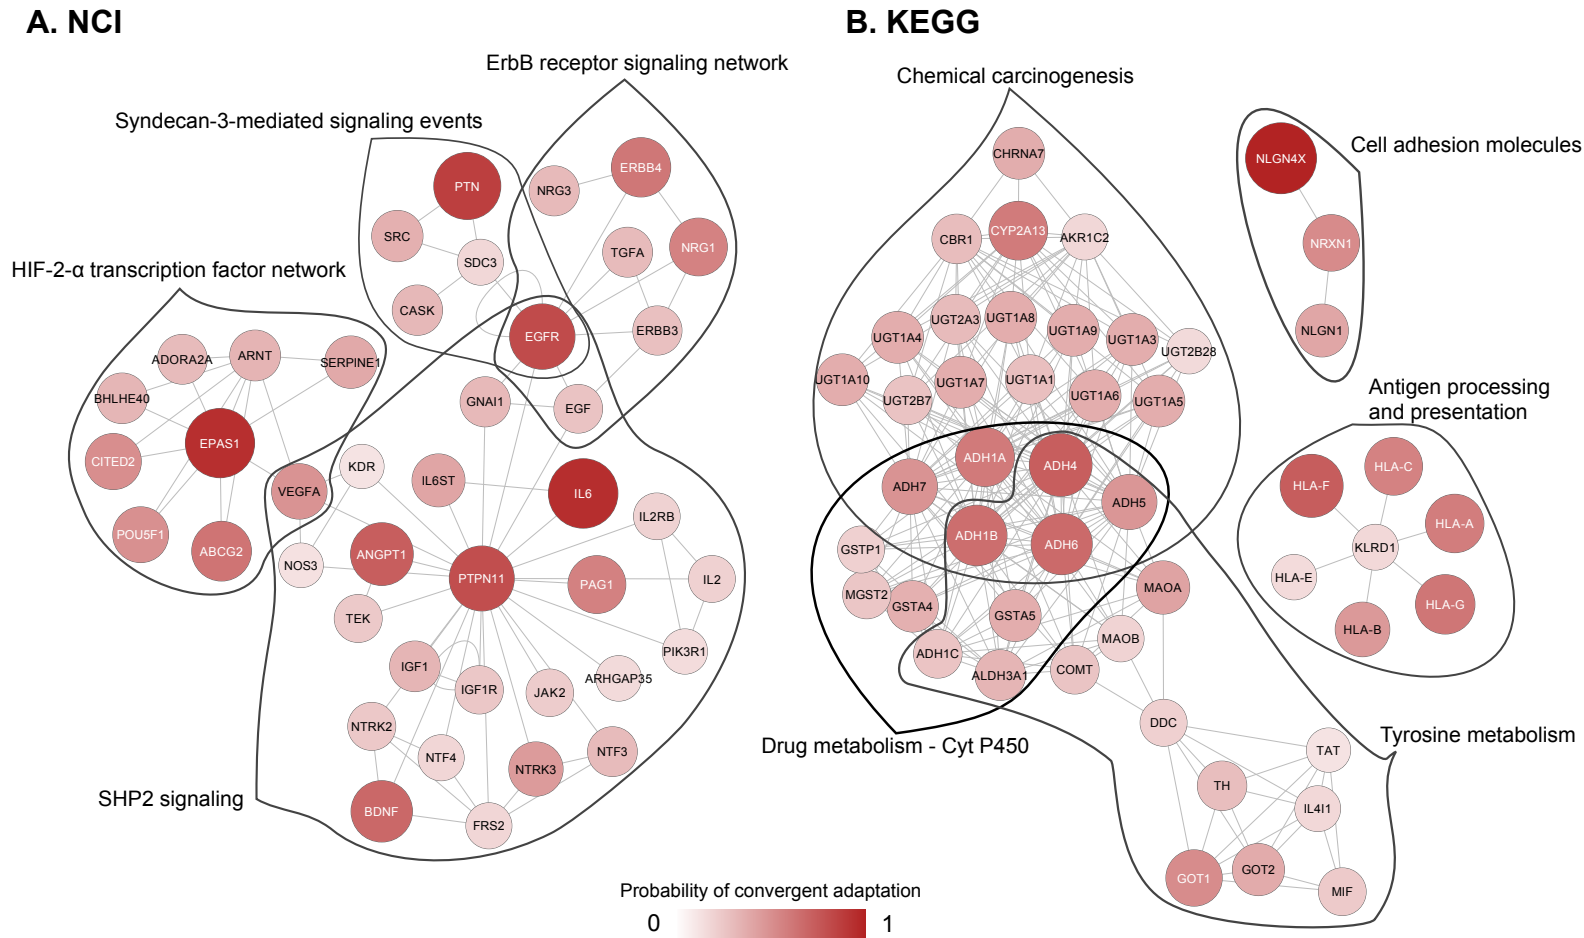 A. NCI
B. KEGG
ErbB receptor signaling network
Chemical carcinogenesis
Syndecan-3-mediated signaling events
Cell adhesion molecules
HIF-2-α transcription factor network
Antigen processing
and presentation
SHP2 signaling
Drug metabolism - Cyt P450
Tyrosine metabolism
PTN
SRC
SDC3
CASK
NRG3
ERBB4
TGFA
NRG1
ERBB3
EGFR
EGF
GNAI1
ADORA2A
ARNT
SERPINE1
BHLHE40
EPAS1
CITED2
POU5F1
ABCG2
VEGFA
KDR
NOS3
IL6ST
IL6
IL2RB
ANGPT1
PTPN11
PAG1
IL2
TEK
PIK3R1
IGF1
IGF1R
JAK2
ARHGAP35
NTRK2
NTF4
NTRK3
NTF3
BDNF
FRS2
CHRNA7
CBR1
CYP2A13
AKR1C2
UGT1A4
UGT2A3
UGT1A8
UGT1A9
UGT1A3
UGT2B28
UGT1A10
UGT2B7
UGT1A7
UGT1A1
UGT1A6
UGT1A5
ADH1A
ADH4
ADH7
ADH5
ADH1B
ADH6
GSTP1
MGST2
GSTA4
GSTA5
MAOA
MAOB
ADH1C
ALDH3A1
COMT
DDC
TAT
TH
IL4I1
GOT1
GOT2
MIF
NLGN4X
NRXN1
NLGN1
HLA-F
HLA-C
HLA-A
KLRD1
HLA-E
HLA-G
HLA-B
Probability of convergent adaptation
0
1